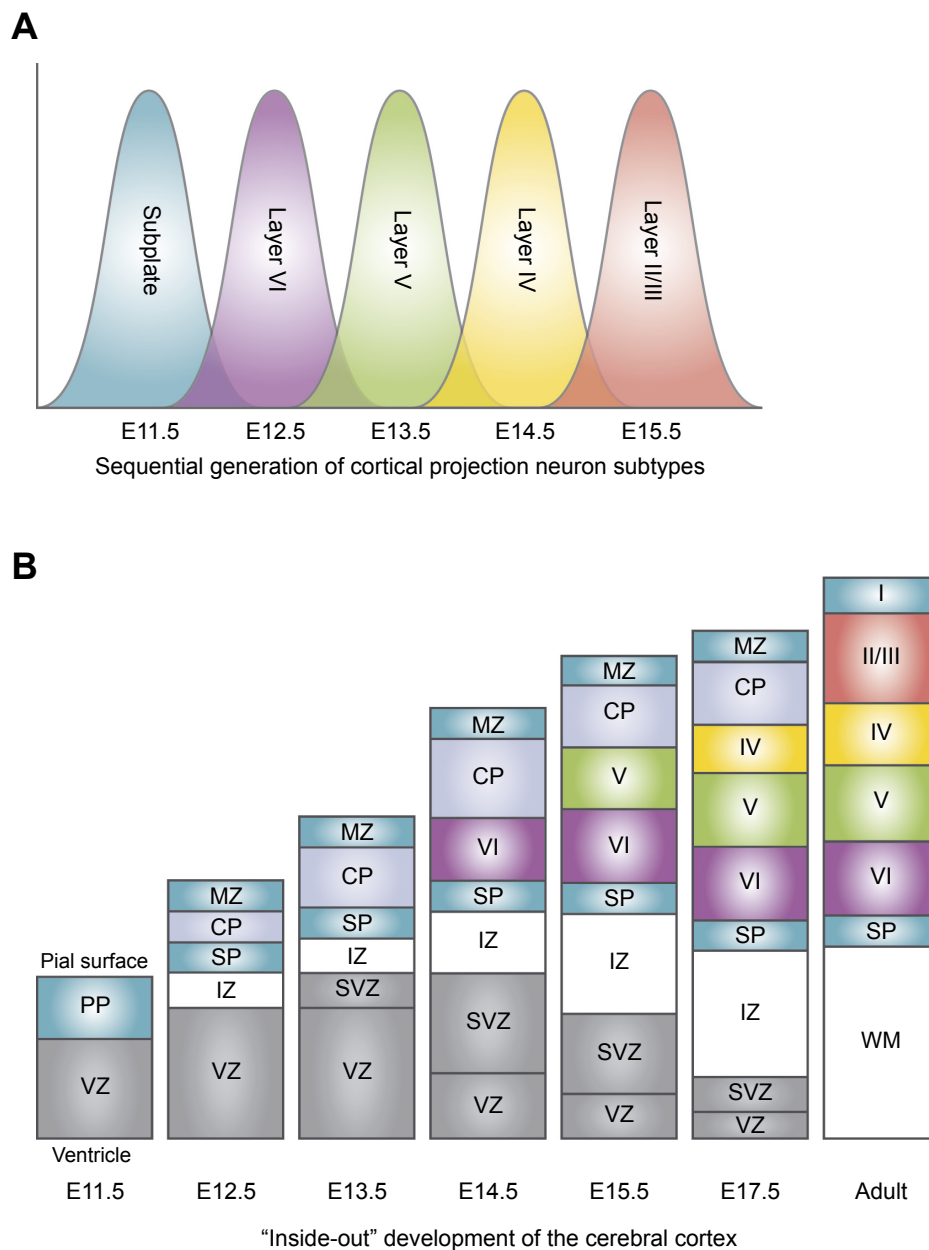 A
Subplate
Layer VI
Layer V
Layer IV
Layer II/III
E11.5 E12.5 E13.5 E14.5 E15.5
Sequential generation of cortical projection neuron subtypes
B
Pial surface
PP
VZ
Ventricle
E11.5
MZ
CP
SP
IZ
VZ
E12.5
MZ
CP
SP
IZ
SVZ
VZ
E13.5
MZ
CP
VI
SP
IZ
SVZ
VZ
E14.5
MZ
CP
V
VI
SP
IZ
SVZ
VZ
E15.5
MZ
CP
IV
V
VI
SP
IZ
SVZ
VZ
E17.5
I
II/III
IV
V
VI
SP
WM
Adult
“Inside-out” development of the cerebral cortex